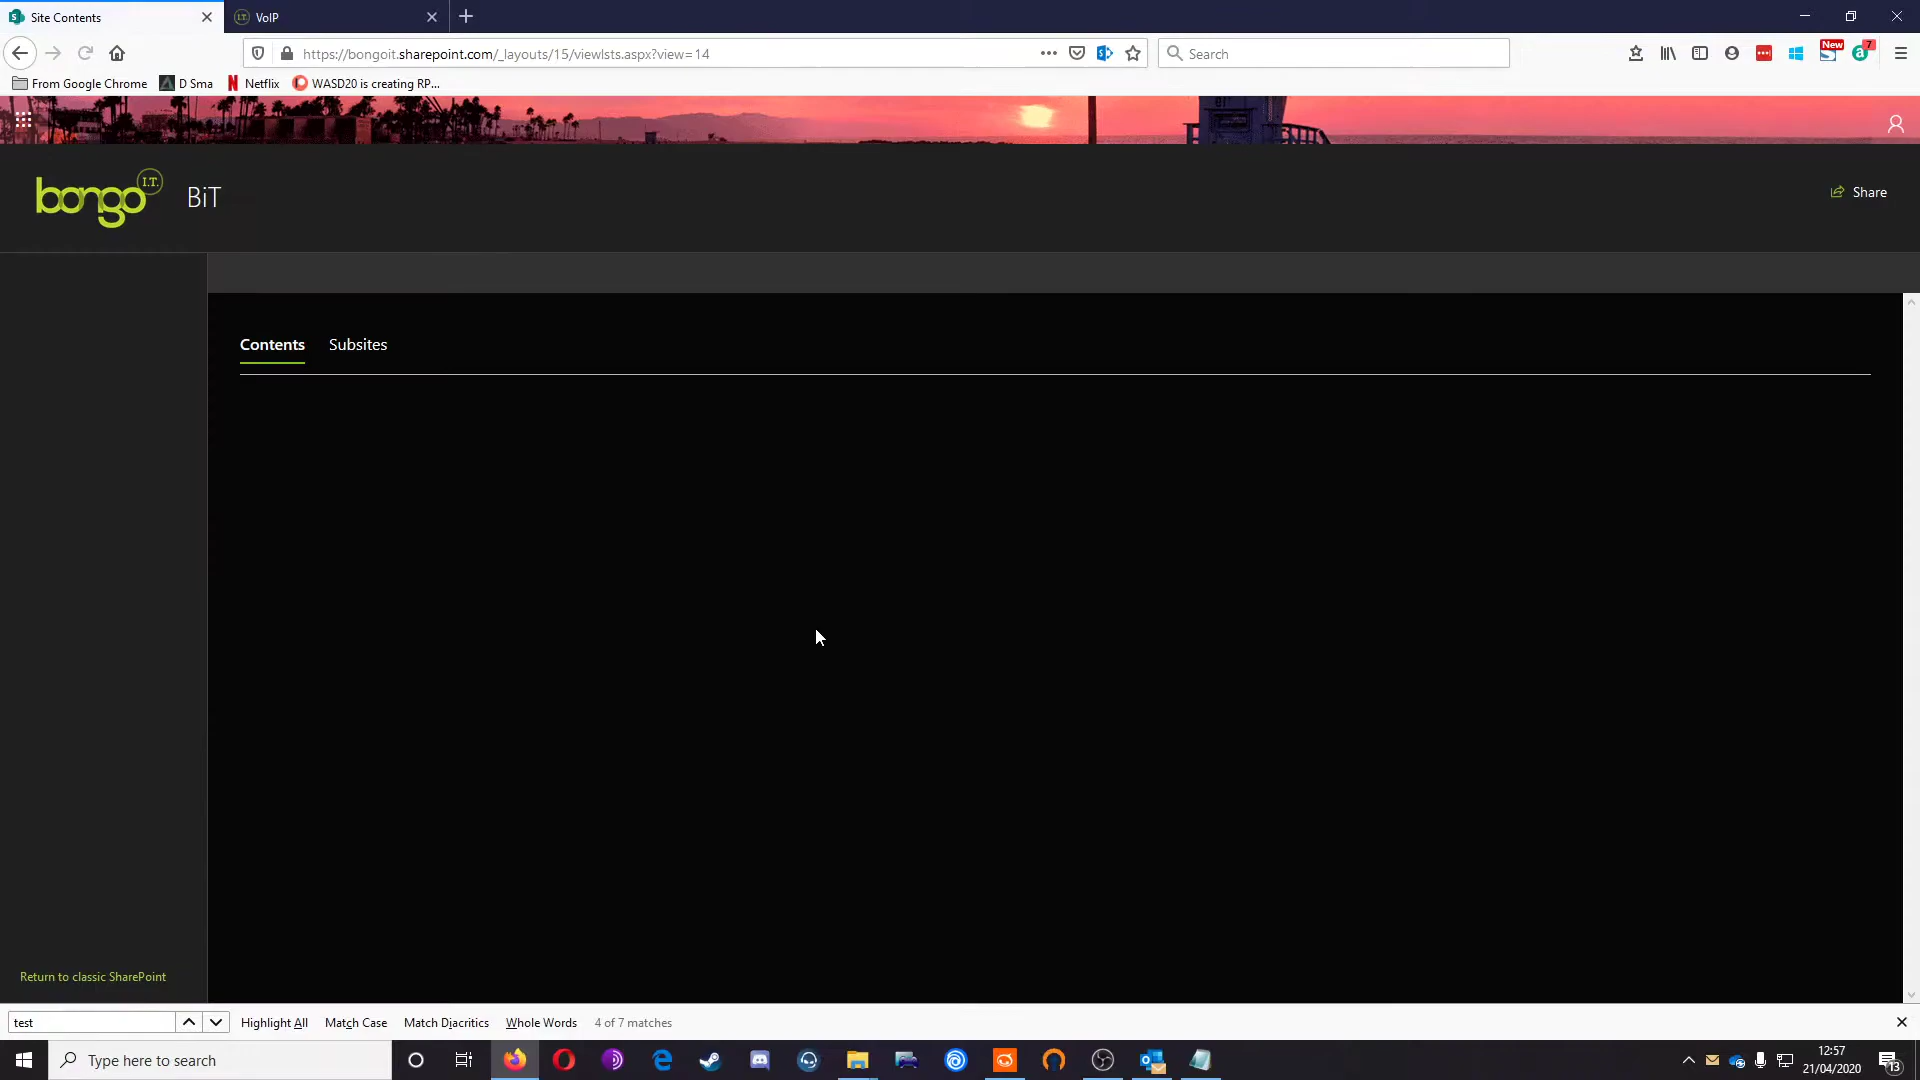 Site Contents
VoIP
https://bongoit.sharepoint.com/_layouts/15/viewlsts.aspx?view=14
Search
New
7
From Google Chrome
D Sma
Netflix
WASD20 is creating RP...
bongo I.T.
BiT
Share
Contents
Subsites
Return to classic SharePoint
test
Highlight All
Match Case
Match Diacritics
Whole Words
4 of 7 matches
Type here to search
12:57
21/04/2020
13